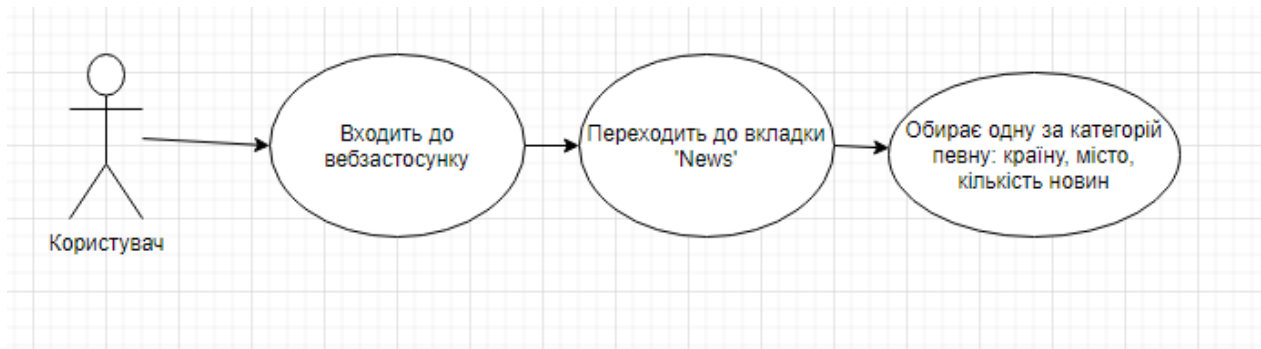 Користувач
Входить до
вебзастосунку
Переходить до вкладки
'News'
Обирає одну за категорій
певну: країну, місто,
кількість новин